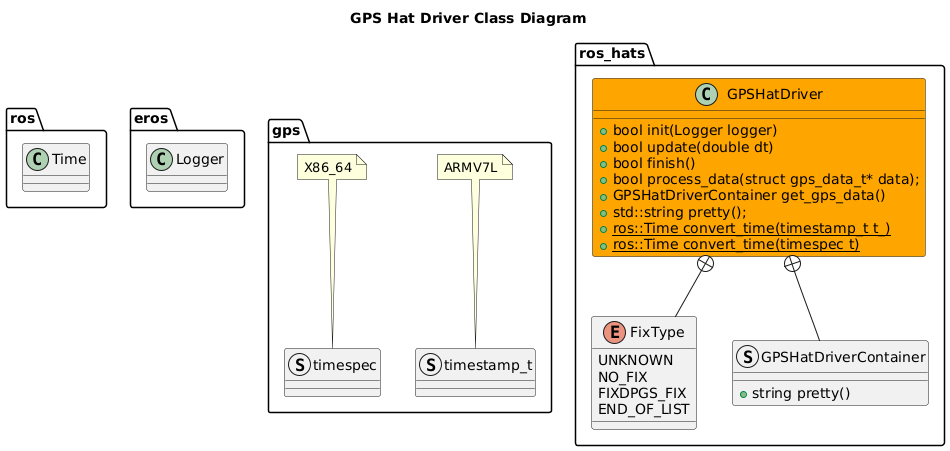 GPS Hat Driver Class Diagram
ros
C Time
eros
C Logger
gps
X86_64
ARMV7L
S timespec
S timestamp_t
ros_hats
C GPSHatDriver
bool init(Logger logger)
bool update(double dt)
bool finish()
bool process_data(struct gps_data_t* data);
GPSHatDriverContainer get_gps_data()
std::string pretty();
ros::Time convert_time(timestamp_t t_)
ros::Time convert_time(timespec t)
E FixType
UNKNOWN
NO_FIX
FIXDPGS_FIX
END_OF_LIST
S GPSHatDriverContainer
string pretty()